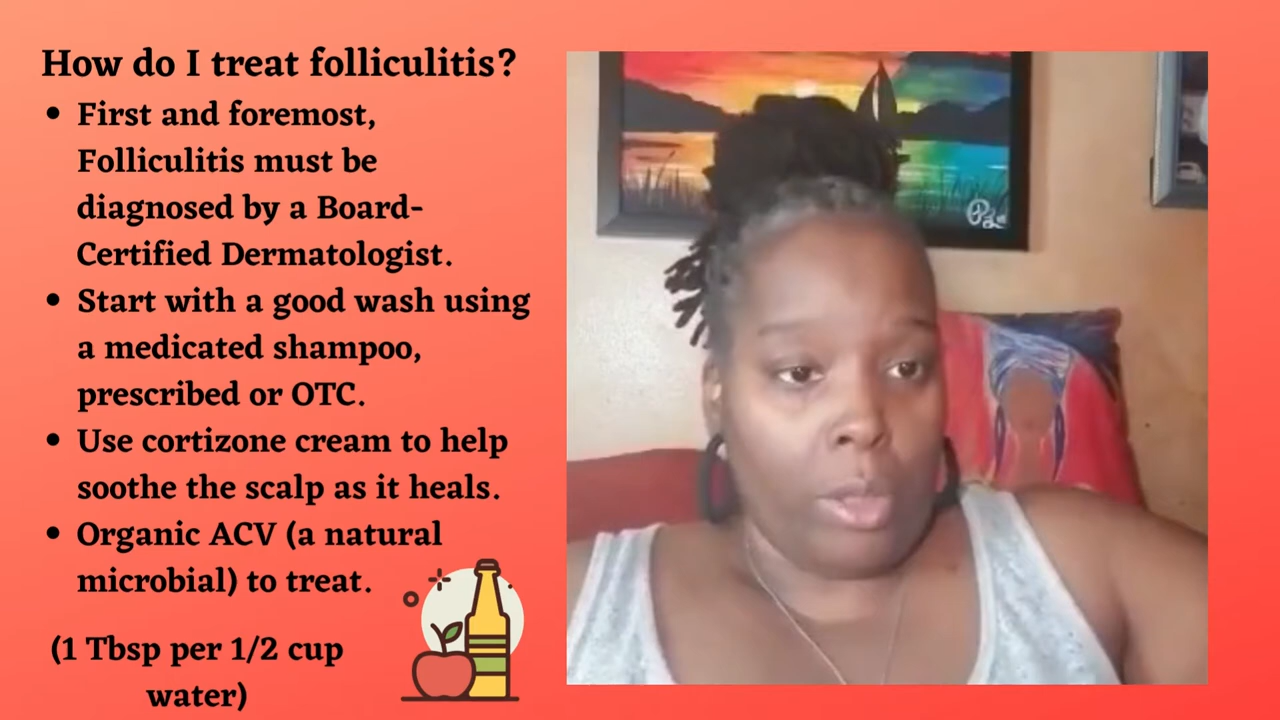 How do I treat folliculitis?
• First and foremost,
Folliculitis must be
diagnosed by a Board-
Certified Dermatologist.
• Start with a good wash using
a medicated shampoo,
prescribed or OTC.
• Use cortizone cream to help
soothe the scalp as it heals.
• Organic ACV (a natural
microbial) to treat.
(1 Tbsp per 1/2 cup
water)